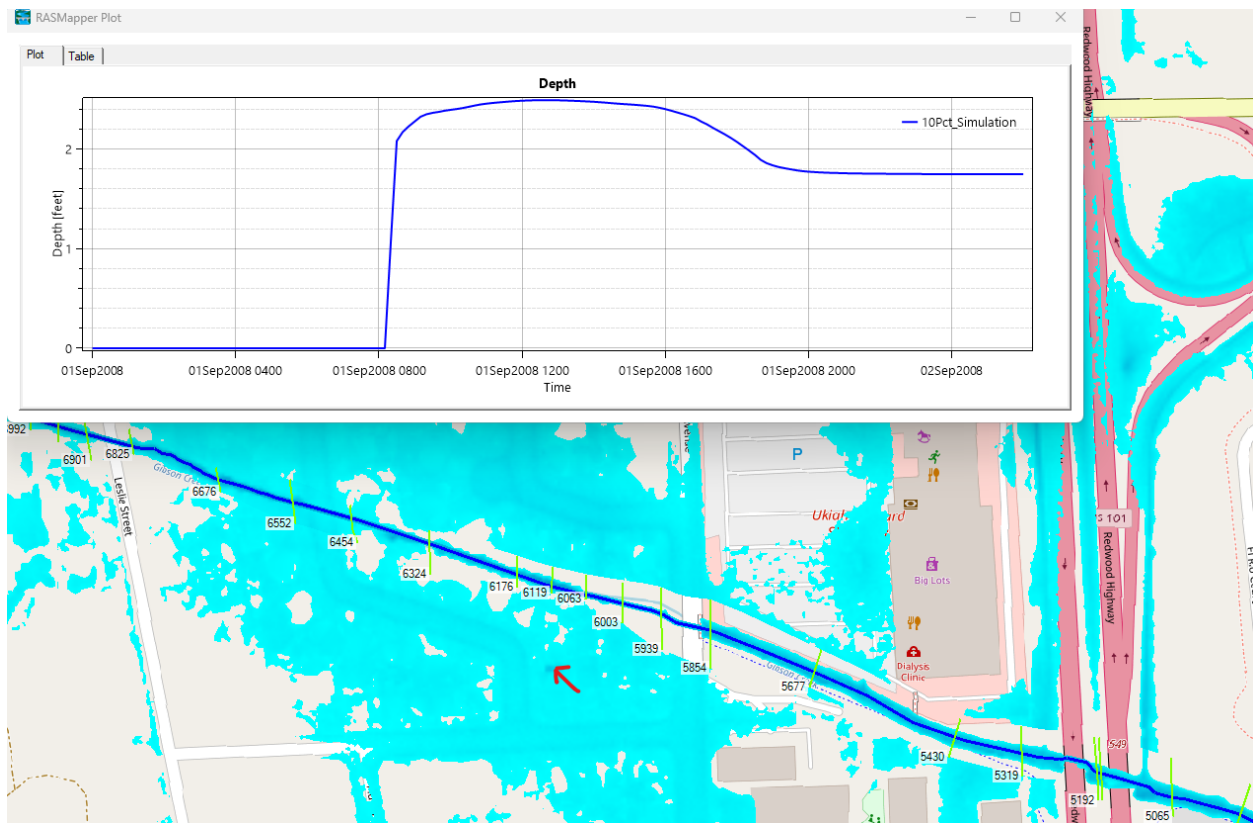 RASMapper Plot
Plot
Table
Depth
10Pct_Simulation
Depth [feet]
2
1
0
01Sep2008
01Sep2008 0400
01Sep2008 0800
01Sep2008 1200
01Sep2008 1600
01Sep2008 2000
02Sep2008
Time
Redwood Highway
6901
6825
Gibson Cre
6676
Leslie Street
6552
6454
6324
6176
6119
6063
6003
5939
5854
5677
P
Big Lots
Dialysis
Clinic
5430
5319
5192
5065
S 101
Redwood Highway